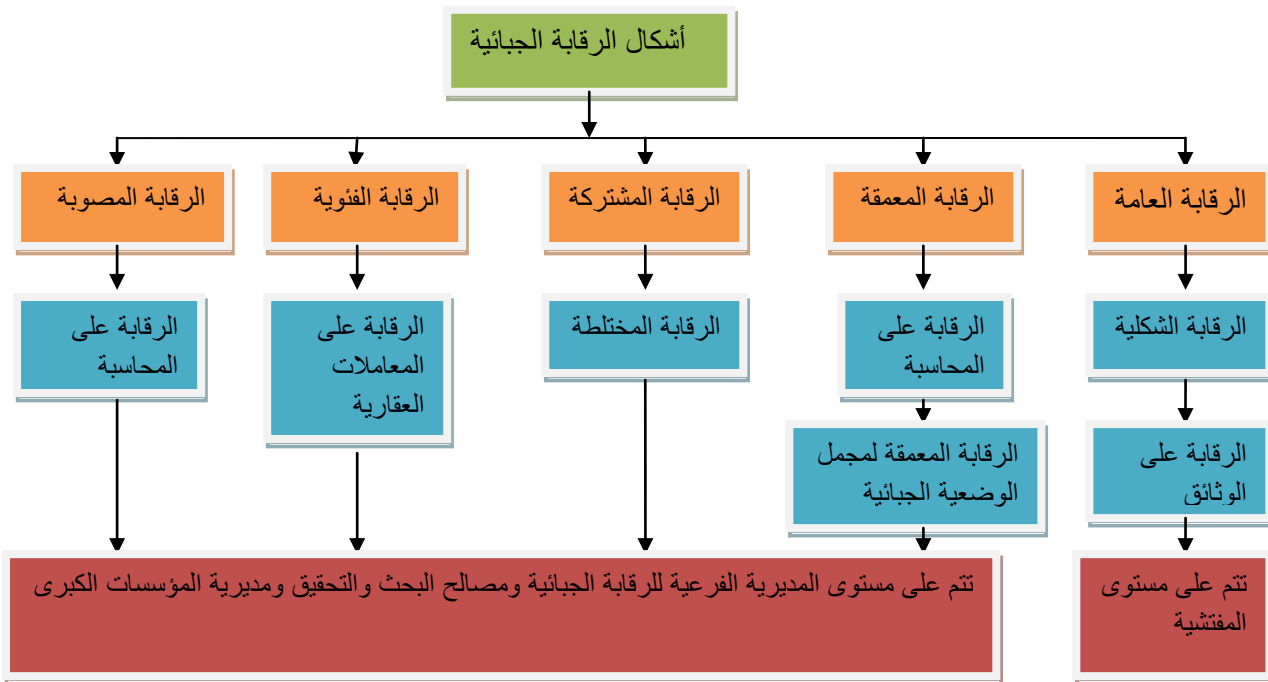 أشكال الرقابة الجبائية
الرقابة العامة
الرقابة المعمقة
الرقابة المشتركة
الرقابة الفئوية
الرقابة المصوبة
الرقابة الشكلية
الرقابة على
المحاسبة
الرقابة المختلطة
الرقابة على
المعاملات
العقارية
الرقابة على
المحاسبة
الرقابة على
الوثائق
الرقابة المعمقة لمجمل
الوضعية الجبائية
تتم على مستوى
المفتشية
تتم على مستوى المديرية الفرعية للرقابة الجبائية ومصالح البحث والتحقيق ومديرية المؤسسات الكبرى